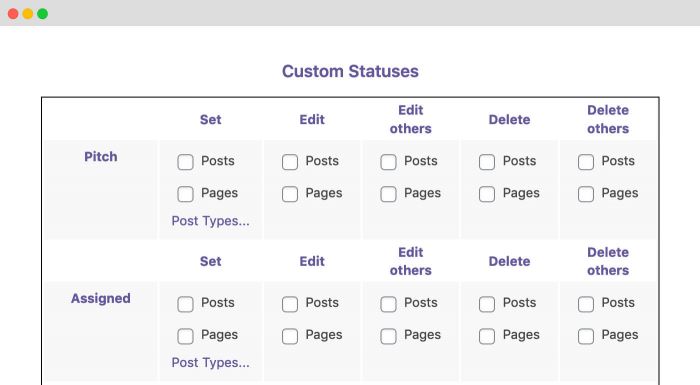 Custom Statuses
Set Edit Edit others Delete Delete others
Pitch
Posts Posts Posts Posts Posts
Pages Pages Pages Pages Pages
Post Types...
Set Edit Edit others Delete Delete others
Assigned
Posts Posts Posts Posts Posts
Pages Pages Pages Pages Pages
Post Types...